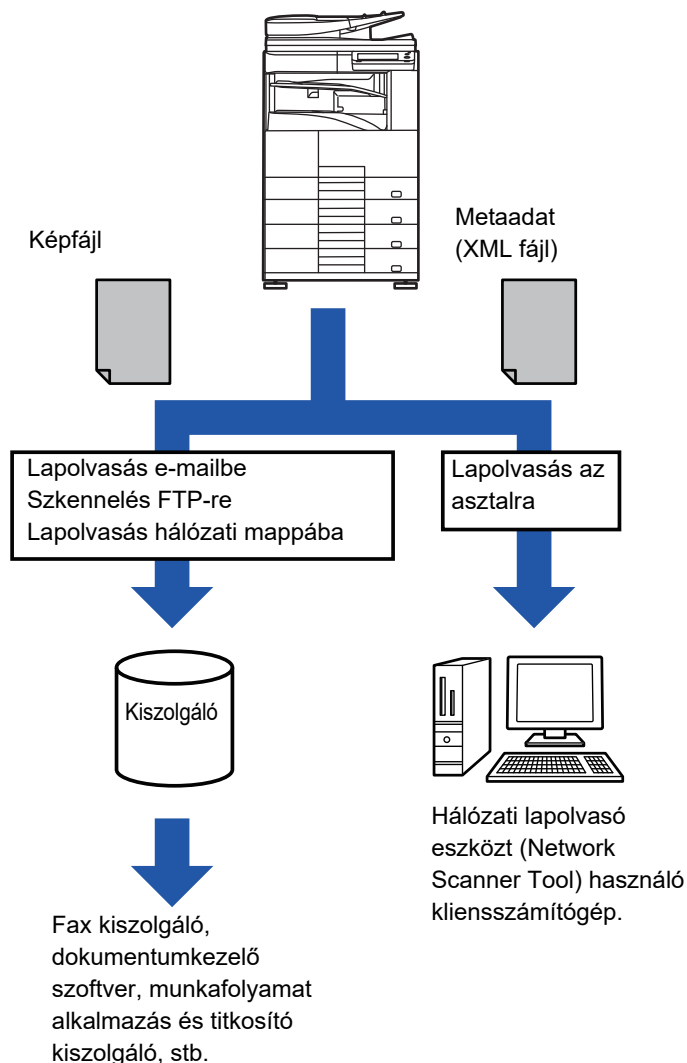 Képfájl
Metaadat
(XML fájl)
Lapolvasás e-mailbe
Szkennelés FTP-re
Lapolvasás hálózati mappába
Lapolvasás az
asztalra
Kiszolgáló
Hálózati lapolvasó
eszközt (Network
Scanner Tool) használó
kliensszámítógép.
Fax kiszolgáló,
dokumentumkezelő
szoftver, munkafolyamat
alkalmazás és titkosító
kiszolgáló, stb.